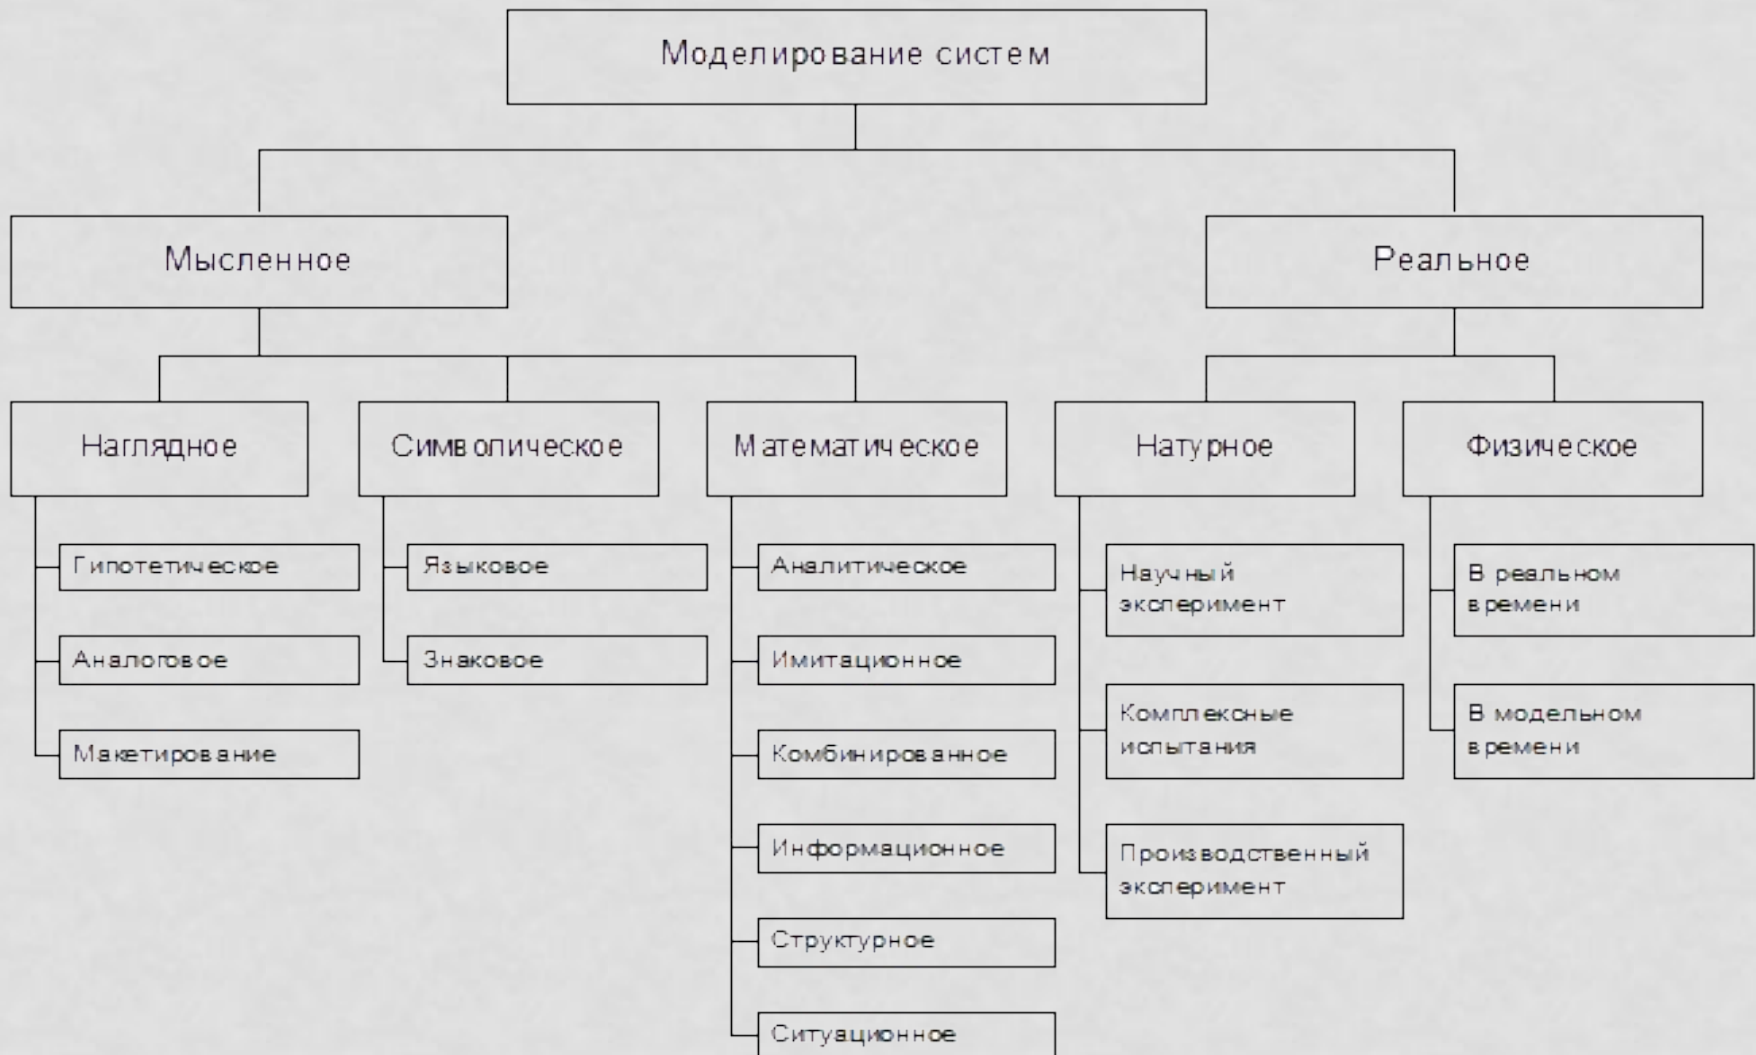 Моделирование систем
Мысленное
Реальное
Наглядное
Символическое
Математическое
Натурное
Физическое
Гипотетическое
Аналоговое
Макетирование
Языковое
Знаковое
Аналитическое
Имитационное
Комбинированное
Информационное
Структурное
Ситуационное
Научный
эксперимент
Комплексные
испытания
Производственный
эксперимент
В реальном
времени
В модельном
времени